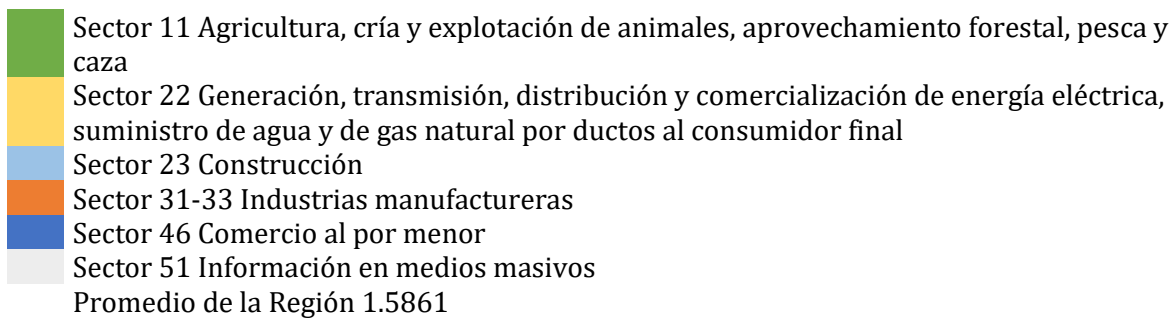 Sector 11 Agricultura, cría y explotación de animales, aprovechamiento forestal, pesca y
caza
Sector 22 Generación, transmisión, distribución y comercialización de energía eléctrica,
suministro de agua y de gas natural por ductos al consumidor final
Sector 23 Construcción
Sector 31-33 Industrias manufactureras
Sector 46 Comercio al por menor
Sector 51 Información en medios masivos
Promedio de la Región 1.5861